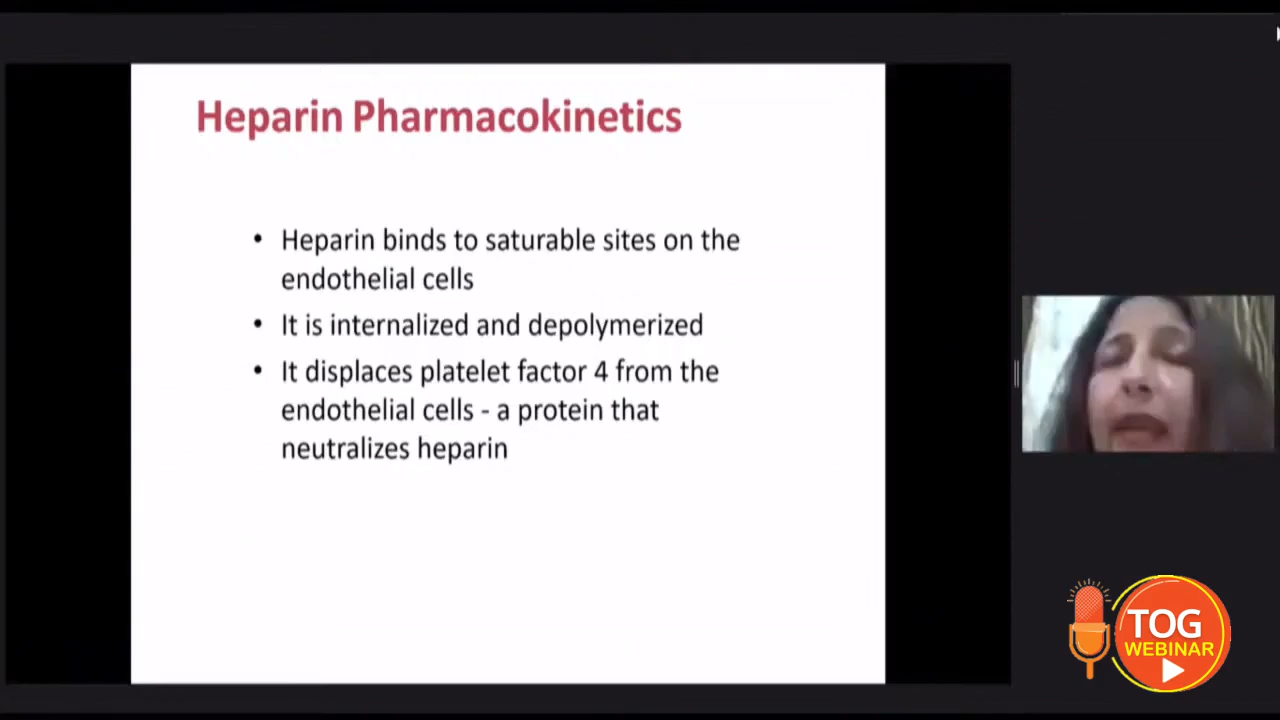 Heparin Pharmacokinetics
• Heparin binds to saturable sites on the
endothelial cells
• It is internalized and depolymerized
• It displaces platelet factor 4 from the
endothelial cells - a protein that
neutralizes heparin
TOG
WEBINAR